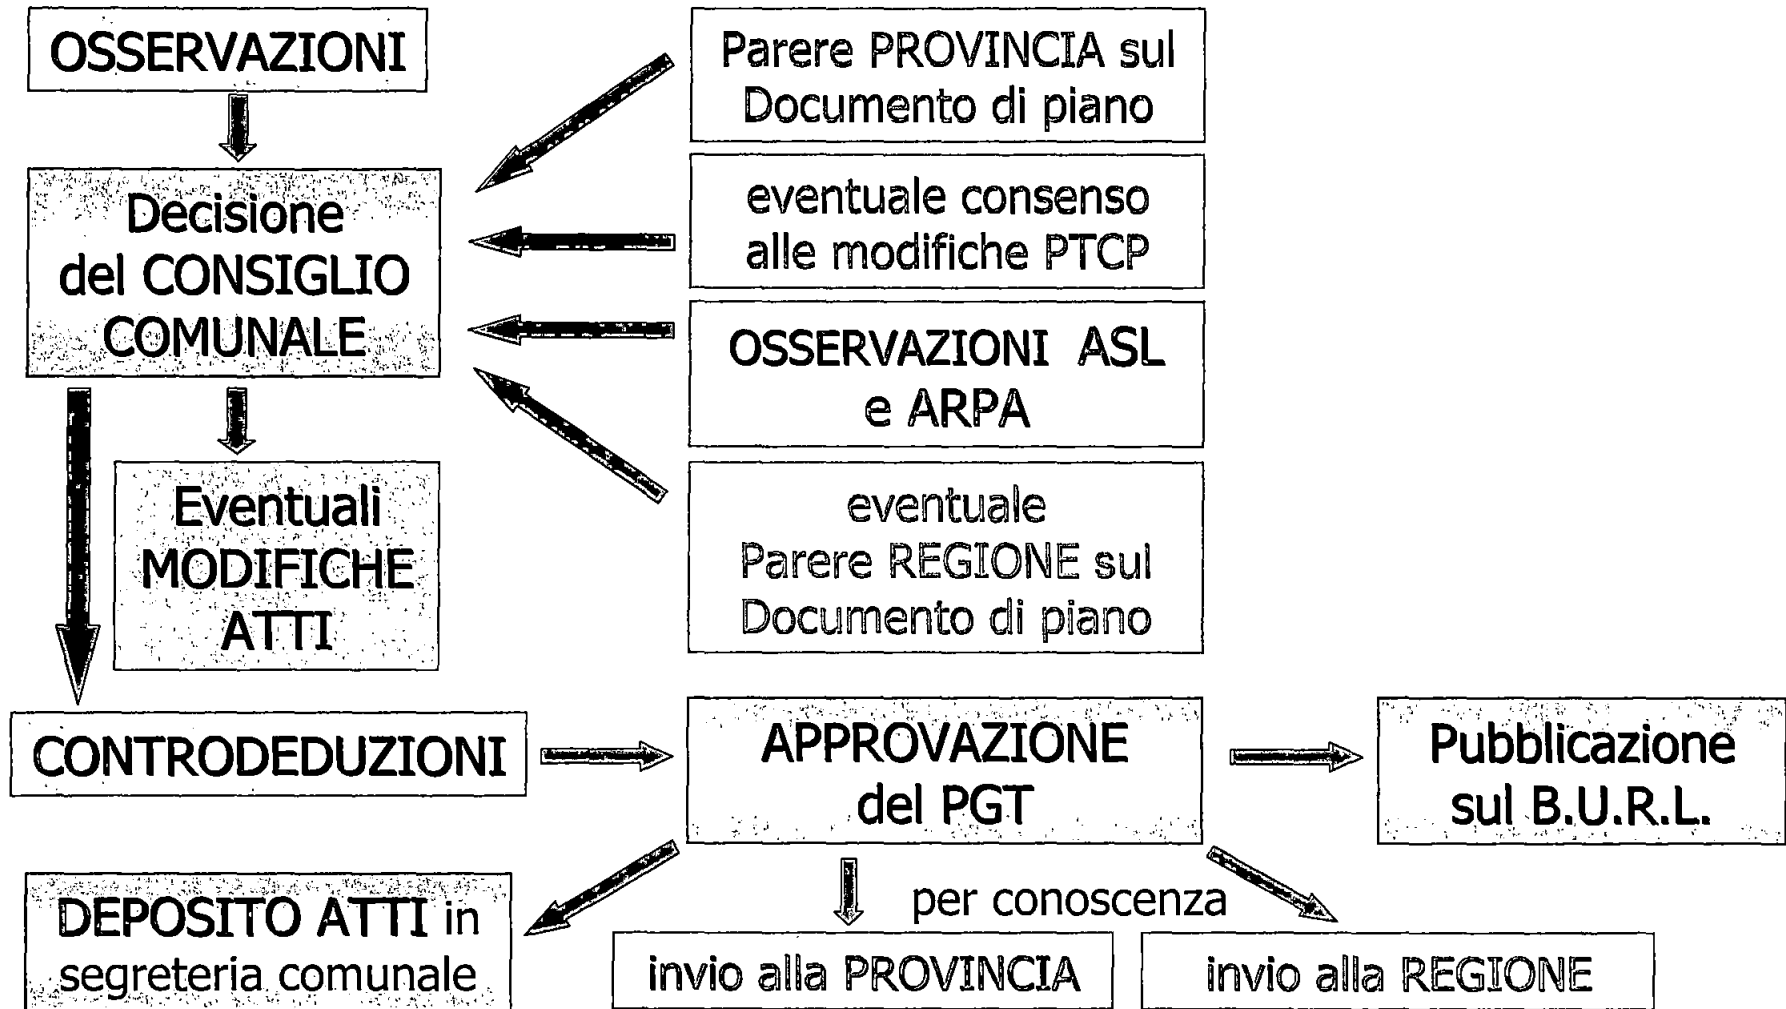 OSSERVAZIONI
Parere PROVINCIA sul
Documento di piano
Decisione
del CONSIGLIO
COMUNALE
eventuale consenso
alle modifiche PTCP
OSSERVAZIONI ASL
e ARPA
Eventuali
MODIFICHE
ATTI
eventuale
Parere REGIONE sul
Documento di piano
CONTRODEDUZIONI
APPROVAZIONE
del PGT
Pubblicazione
sul B.U.R.L.
DEPOSITO ATTI in
segreteria comunale
per conoscenza
invio alla PROVINCIA
invio alla REGIONE